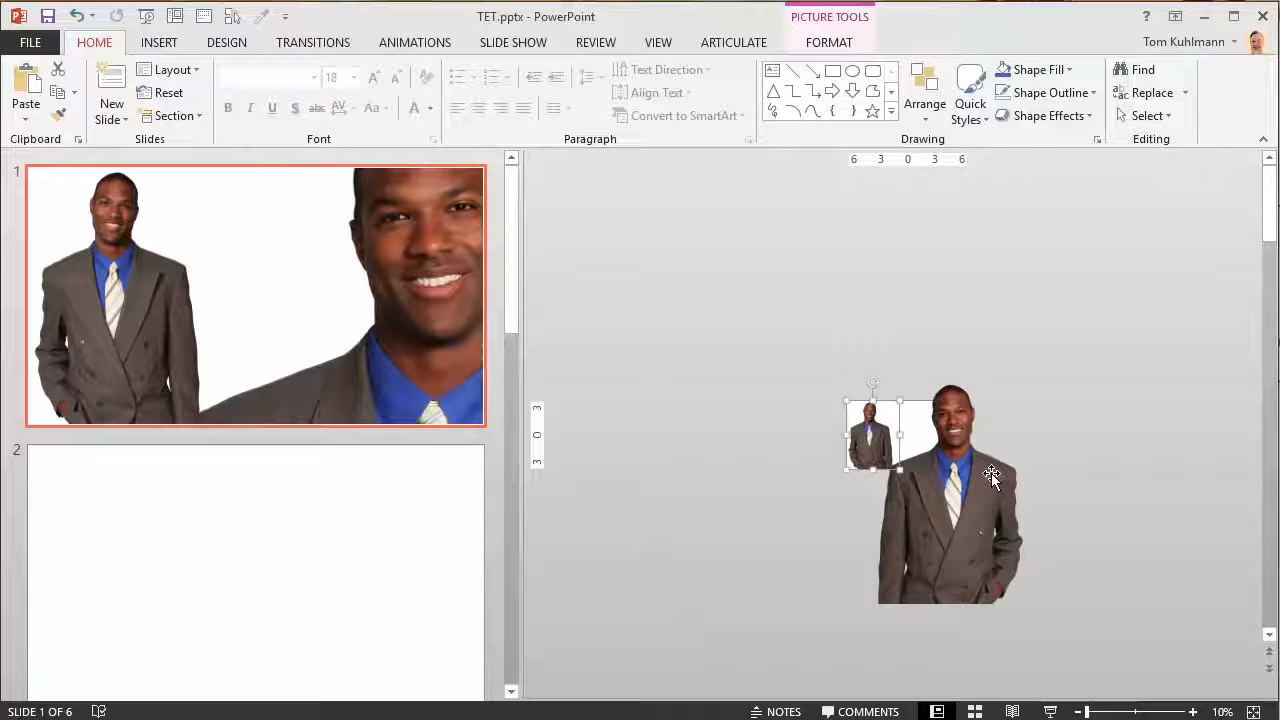 TET.pptx - PowerPoint
PICTURE TOOLS
?
FILE
HOME
INSERT
DESIGN
TRANSITIONS
ANIMATIONS
SLIDE SHOW
REVIEW
VIEW
ARTICULATE
FORMAT
Tom Kuhlmann
Paste
New
Slide
Layout
Reset
Section
18
B I U S abc AV Aa A
Text Direction
Align Text
Convert to SmartArt
Arrange
Quick
Styles
Shape Fill
Shape Outline
Shape Effects
Find
Replace
Select
Clipboard
Slides
Font
Paragraph
Drawing
Editing
1
2
6 3 0 3 6
3 0 3
SLIDE 1 OF 6
NOTES
COMMENTS
10%